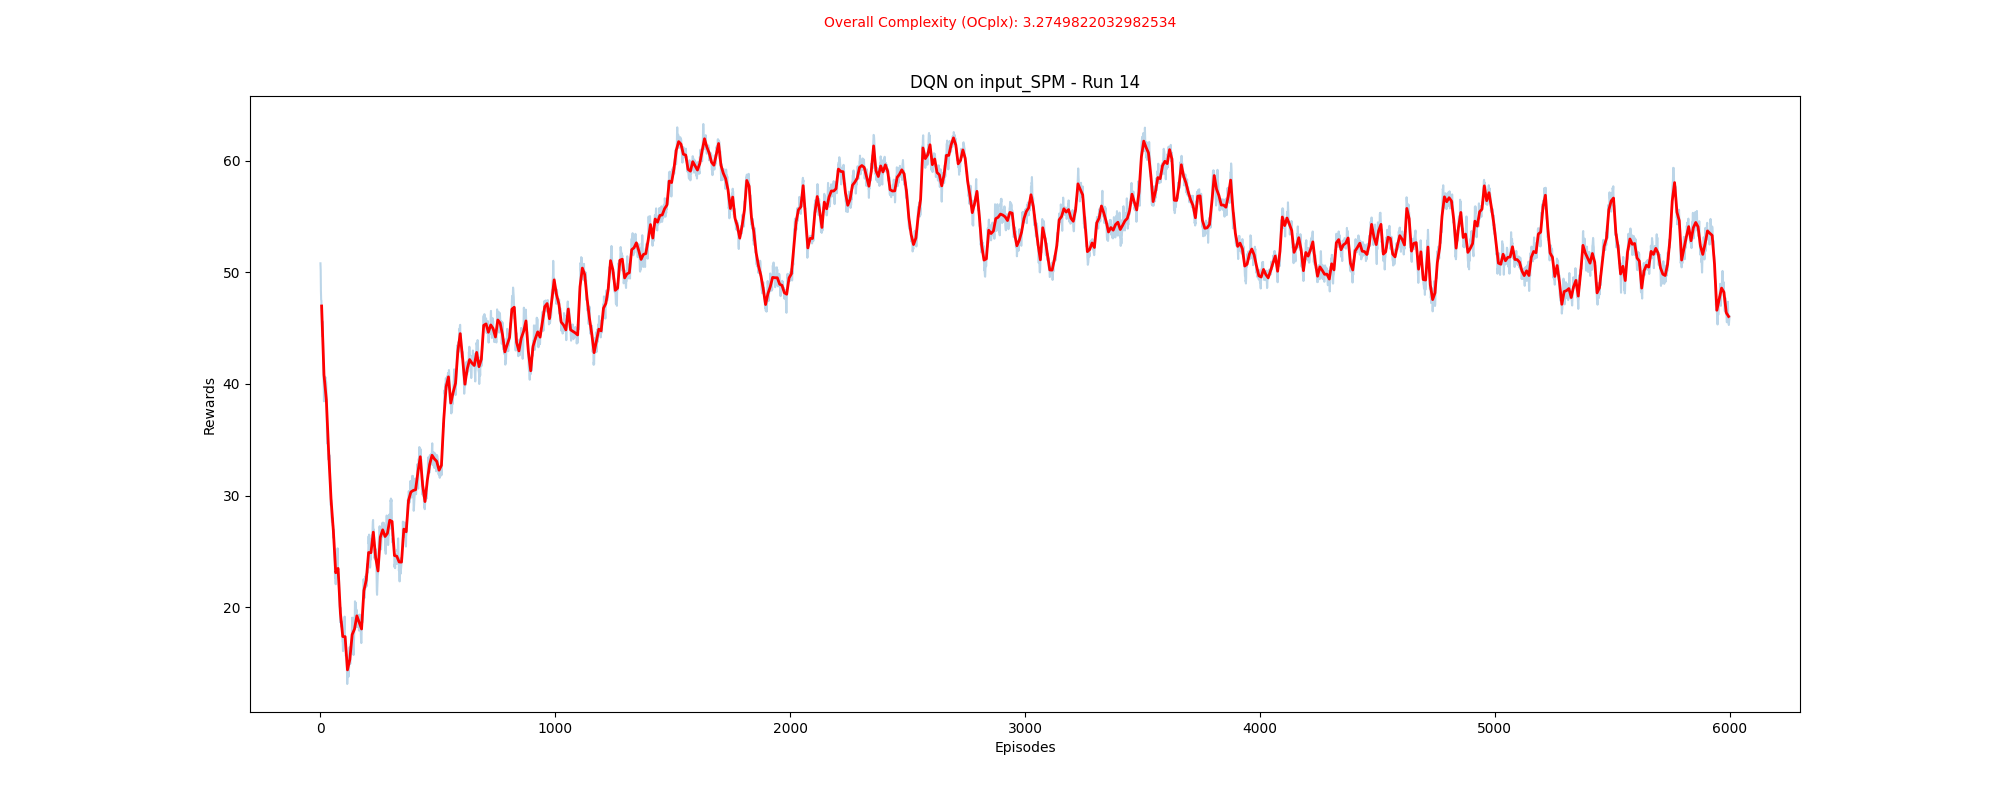 Overall Complexity (OCplx): 3.2749822032982534
DQN on input_SPM - Run 14
60
50
40
30
20
Rewards
0 1000 2000 3000 4000 5000 6000
Episodes